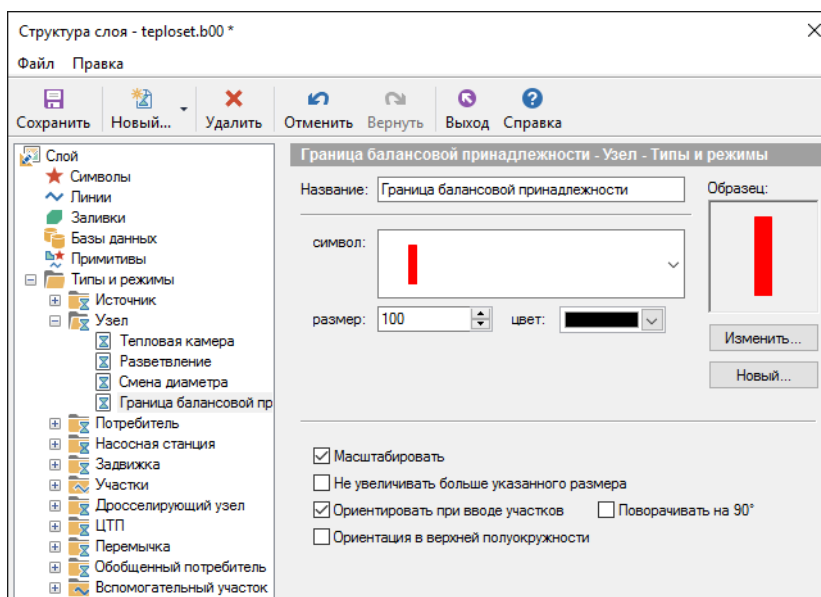 Структура слоя - teploset.b00 *
Файл Правка
Сохранить Новый... Удалить Отменить Вернуть Выход Справка
Слой
Символы
Линии
Заливки
Базы данных
Примитивы
Типы и режимы
Источник
Узел
Тепловая камера
Разветвление
Смена диаметра
Граница балансовой пр
Потребитель
Насосная станция
Задвижка
Участки
Дросселирующий узел
ЦТП
Перемычка
Обобщенный потребитель
Вспомогательный участок
Граница балансовой принадлежности - Узел - Типы и режимы
Название: Граница балансовой принадлежности
Образец:
символ:
размер: 100 цвет:
Изменить...
Новый...
Масштабировать
Не увеличивать больше указанного размера
Ориентировать при вводе участков Поворачивать на 90°
Ориентация в верхней полуокружности